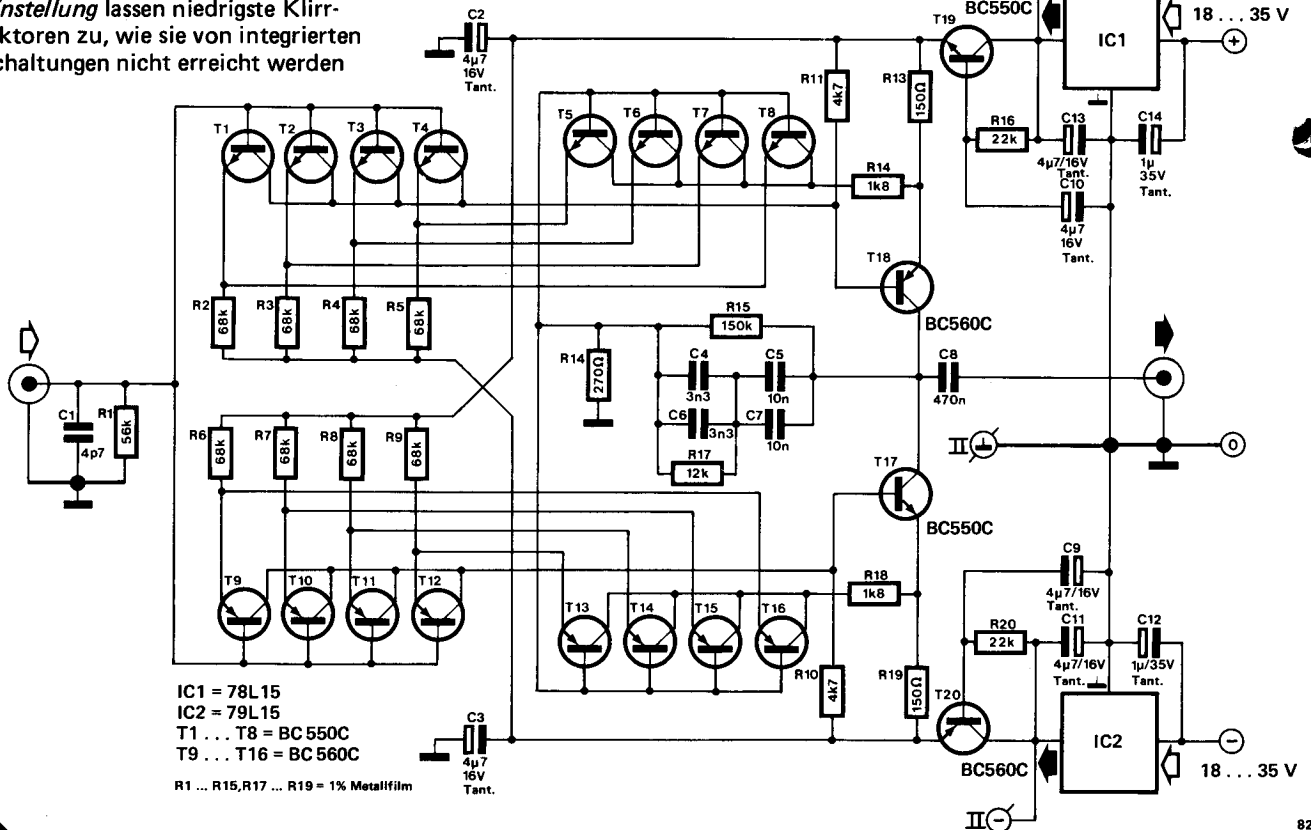 nstellung lassen niedrigste Klirr-
ktoren zu, wie sie von integrierten
chaltungen nicht erreicht werden
C2
4µ7
16V
Tant.
T19
BC550C
IC1
18 ... 35 V
+
T1
T2
T3
T4
T5
T6
T7
T8
R11
4k7
R13
150Ω
R16
22k
C13
4µ7/16V
Tant.
C14
1µ
35V
Tant.
C10
4µ7
16V
Tant.
R14
1k8
T18
BC560C
R2
68k
R3
68k
R4
68k
R5
68k
R15
150k
R14
270Ω
C4
3n3
C5
10n
C6
3n3
C7
10n
R17
12k
C8
470n
C1
4p7
R1
56k
II
0
R6
68k
R7
68k
R8
68k
R9
68k
T17
BC550C
T9
T10
T11
T12
T13
T14
T15
T16
R18
1k8
C9
4µ7/16V
Tant.
R20
22k
C11
4µ7/16V
Tant.
C12
1µ/35V
Tant.
R10
4k7
R19
150Ω
T20
BC560C
IC2
−
18 ... 35 V
II −
IC1 = 78L15
IC2 = 79L15
T1 ... T8 = BC 550C
T9 ... T16 = BC 560C
R1 ... R15,R17 ... R19 = 1% Metallfilm
C3
4µ7
16V
Tant.
82